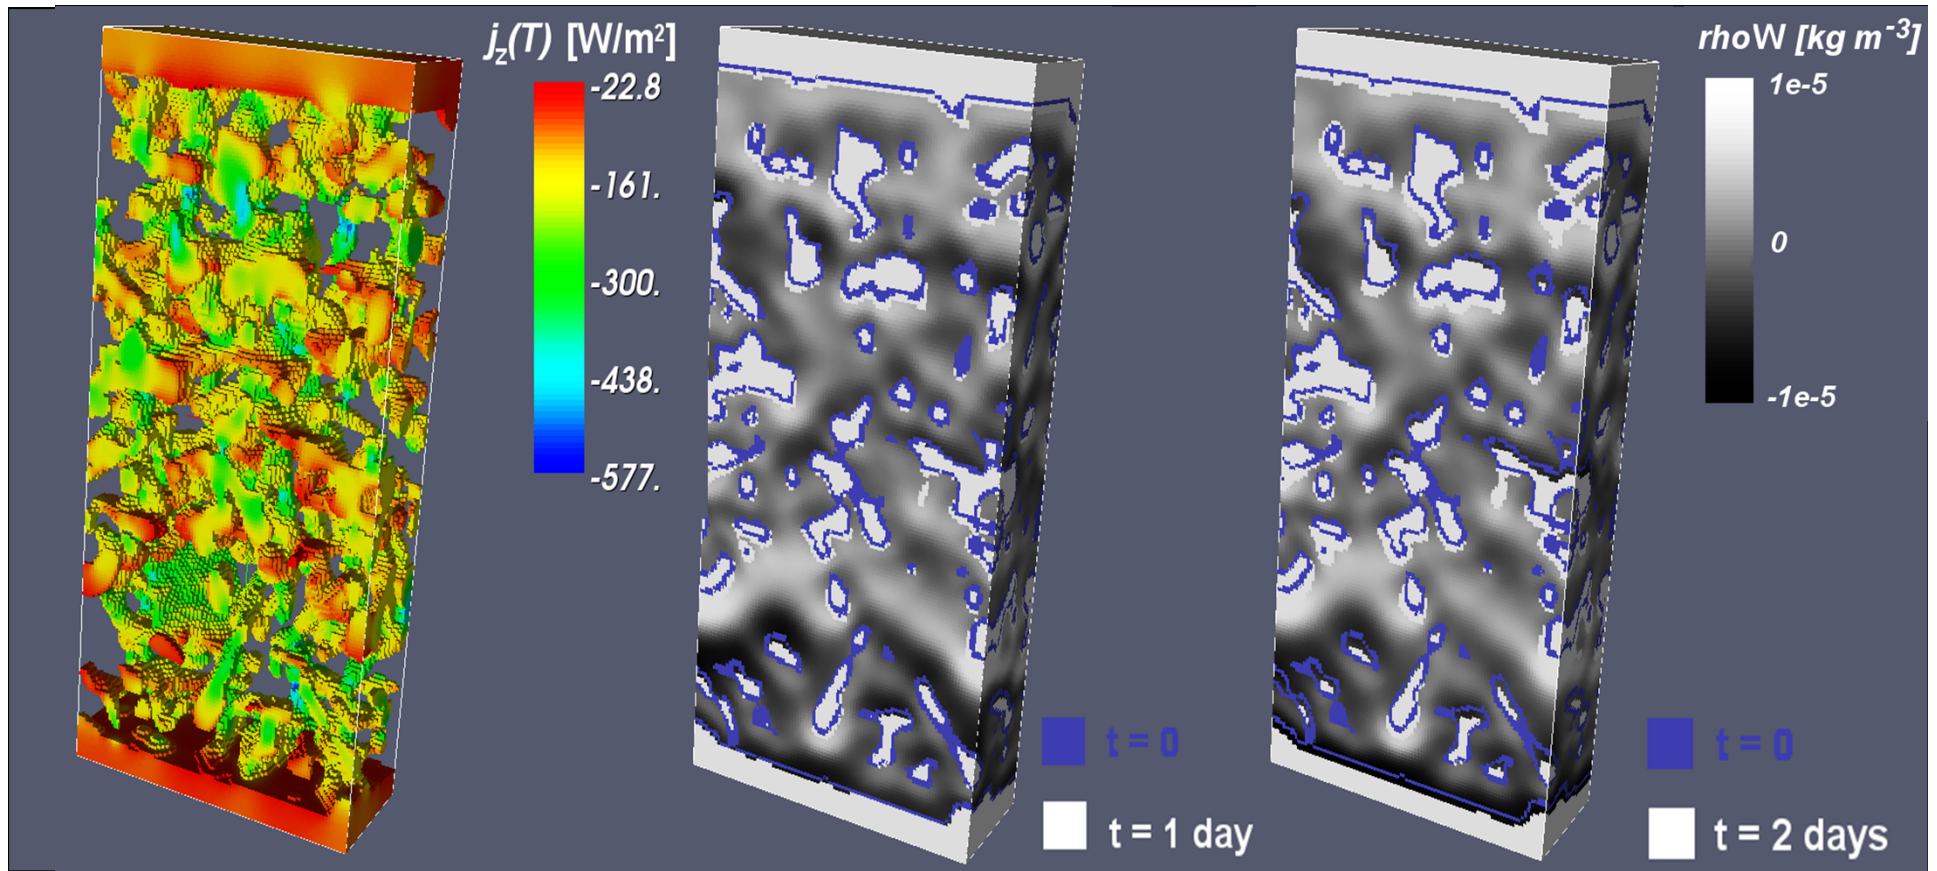 j_z(T) [W/m²]
-22.8
-161.
-300.
-438.
-577.
t = 0
t = 1 day
rhoW [kg m⁻³]
1e-5
0
-1e-5
t = 0
t = 2 days